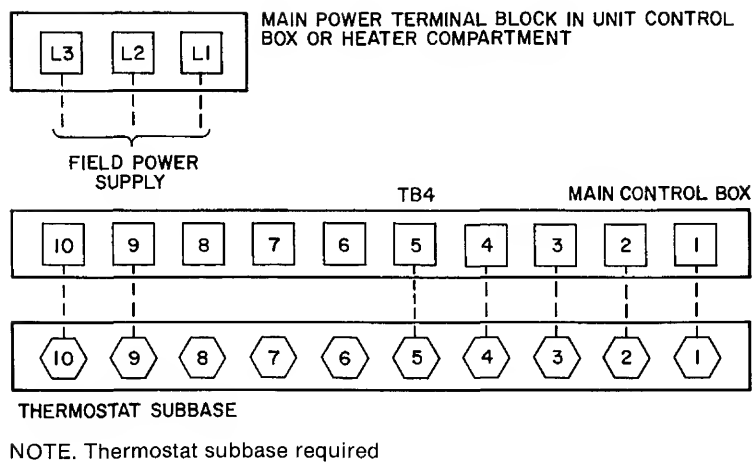 MAIN POWER TERMINAL BLOCK IN UNIT CONTROL
BOX OR HEATER COMPARTMENT
L3 L2 L1
FIELD POWER
SUPPLY
TB4 MAIN CONTROL BOX
10 9 8 7 6 5 4 3 2 1
10 9 8 7 6 5 4 3 2 1
THERMOSTAT SUBBASE
NOTE. Thermostat subbase required